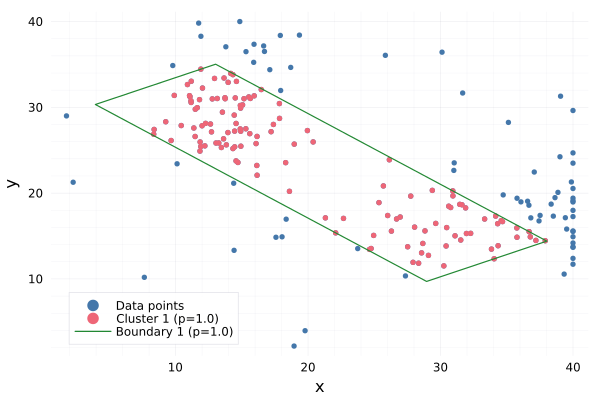 40
30
20
10
y
Data points
Cluster 1 (p=1.0)
Boundary 1 (p=1.0)
10 20 30 40
x